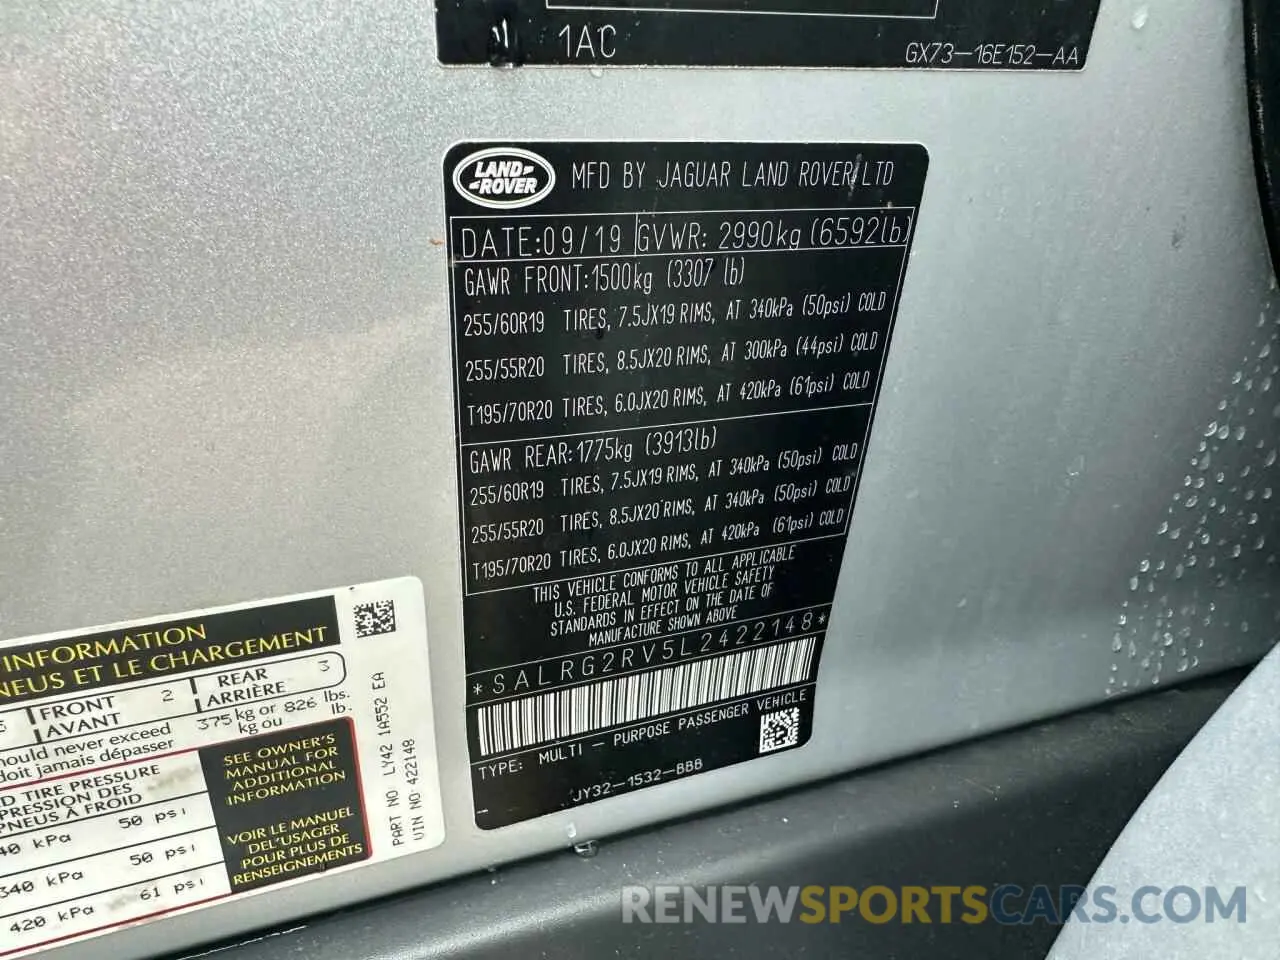 1AC
GX73-16E152-AA
LAND-
-ROVER
MFD BY JAGUAR LAND ROVER LTD
DATE:09/19 GVWR: 2990kg (6592lb)
GAWR FRONT:1500kg (3307 lb)
255/60R19 TIRES, 7.5JX19 RIMS, AT 340kPa (50psi) COLD
255/55R20 TIRES, 8.5JX20 RIMS, AT 300kPa (44psi) COLD
T195/70R20 TIRES, 6.0JX20 RIMS, AT 420kPa (61psi) COLD
GAWR REAR:1775kg (3913lb)
255/60R19 TIRES, 7.5JX19 RIMS, AT 340kPa (50psi) COLD
255/55R20 TIRES, 8.5JX20 RIMS, AT 340kPa (50psi) COLD
T195/70R20 TIRES, 6.0JX20 RIMS, AT 420kPa (61psi) COLD
THIS VEHICLE CONFORMS TO ALL APPLICABLE
U.S. FEDERAL MOTOR VEHICLE SAFETY
STANDARDS IN EFFECT ON THE DATE OF
MANUFACTURE SHOWN ABOVE
*SALRG2RV5L2422148*
TYPE: MULTI - PURPOSE PASSENGER VEHICLE
JY32-1532-BBB
INFORMATION
ET LE CHARGEMENT
FRONT 2 REAR 3
AVANT ARRIÈRE
should never exceed 375 kg or 826 lbs.
doit jamais dépasser kg ou lb.
TIRE PRESSURE
PRESSION DES
PNEUS À FROID
50 psi
340 kPa 50 psi
420 kPa 61 psi
SEE OWNER'S
MANUAL FOR
ADDITIONAL
INFORMATION
VOIR LE MANUEL
DEL'USAGER
POUR PLUS DE
RENSEIGNEMENTS
PART NO LY42 1A552 EA
VIN NO 422148
RENEWSPORTSCARS.COM